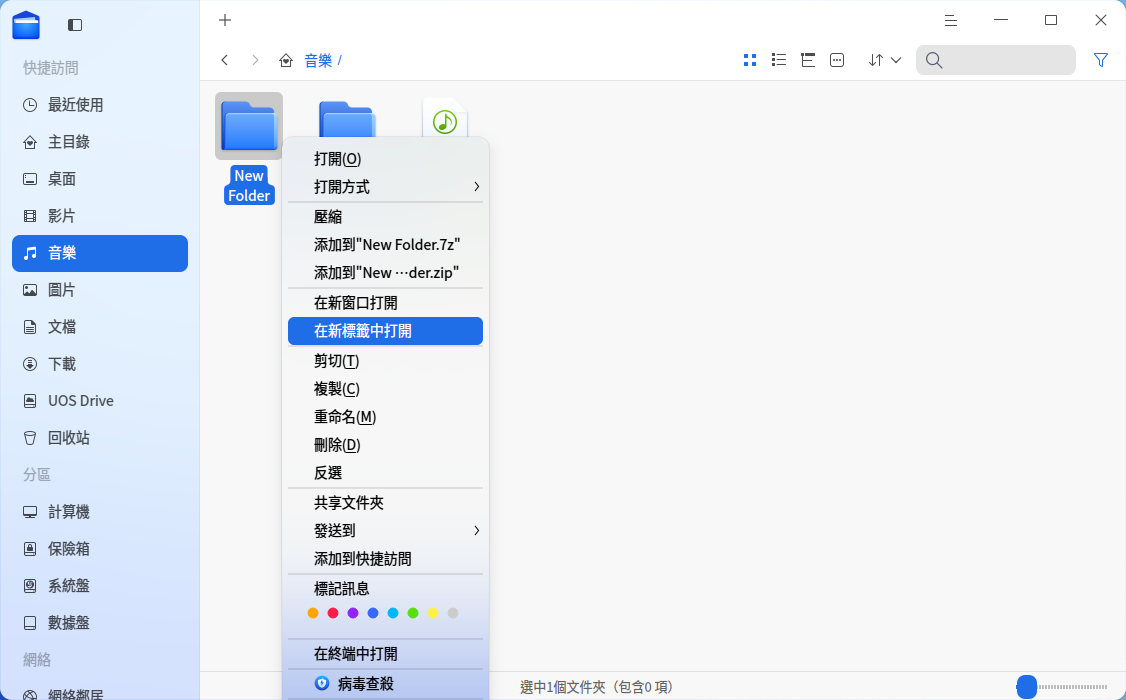 快捷訪問
最近使用
主目錄
桌面
影片
音樂
圖片
文檔
下載
UOS Drive
回收站
分區
計算機
保險箱
系統盤
數據盤
網絡
網絡鄰居
音樂 /
New
Folder
打開(O)
打開方式
壓縮
添加到"New Folder.7z"
添加到"New ···der.zip"
在新窗口打開
在新標籤中打開
剪切(T)
複製(C)
重命名(M)
刪除(D)
反選
共享文件夾
發送到
添加到快捷訪問
標記訊息
在終端中打開
病毒查殺
選中1個文件夾（包含0 項）